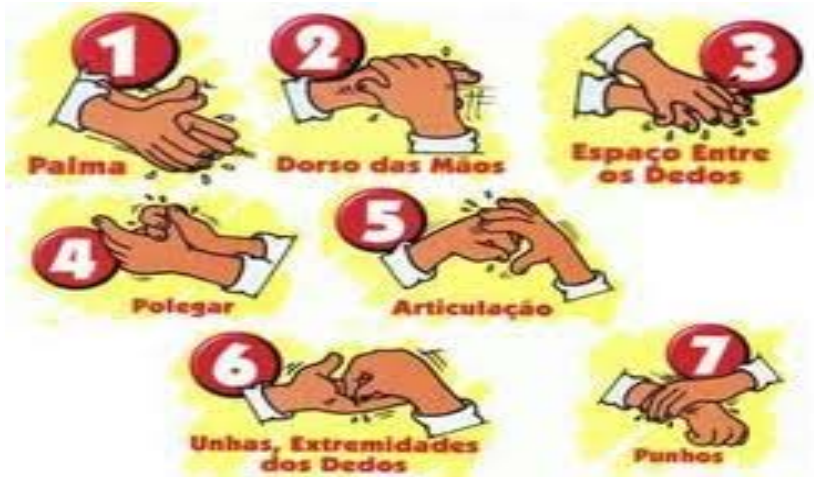 1
Palma
2
Dorso das Mãos
3
Espaço Entre
os Dedos
4
Polegar
5
Articulação
6
Unhas, Extremidades
dos Dedos
7
Punhos